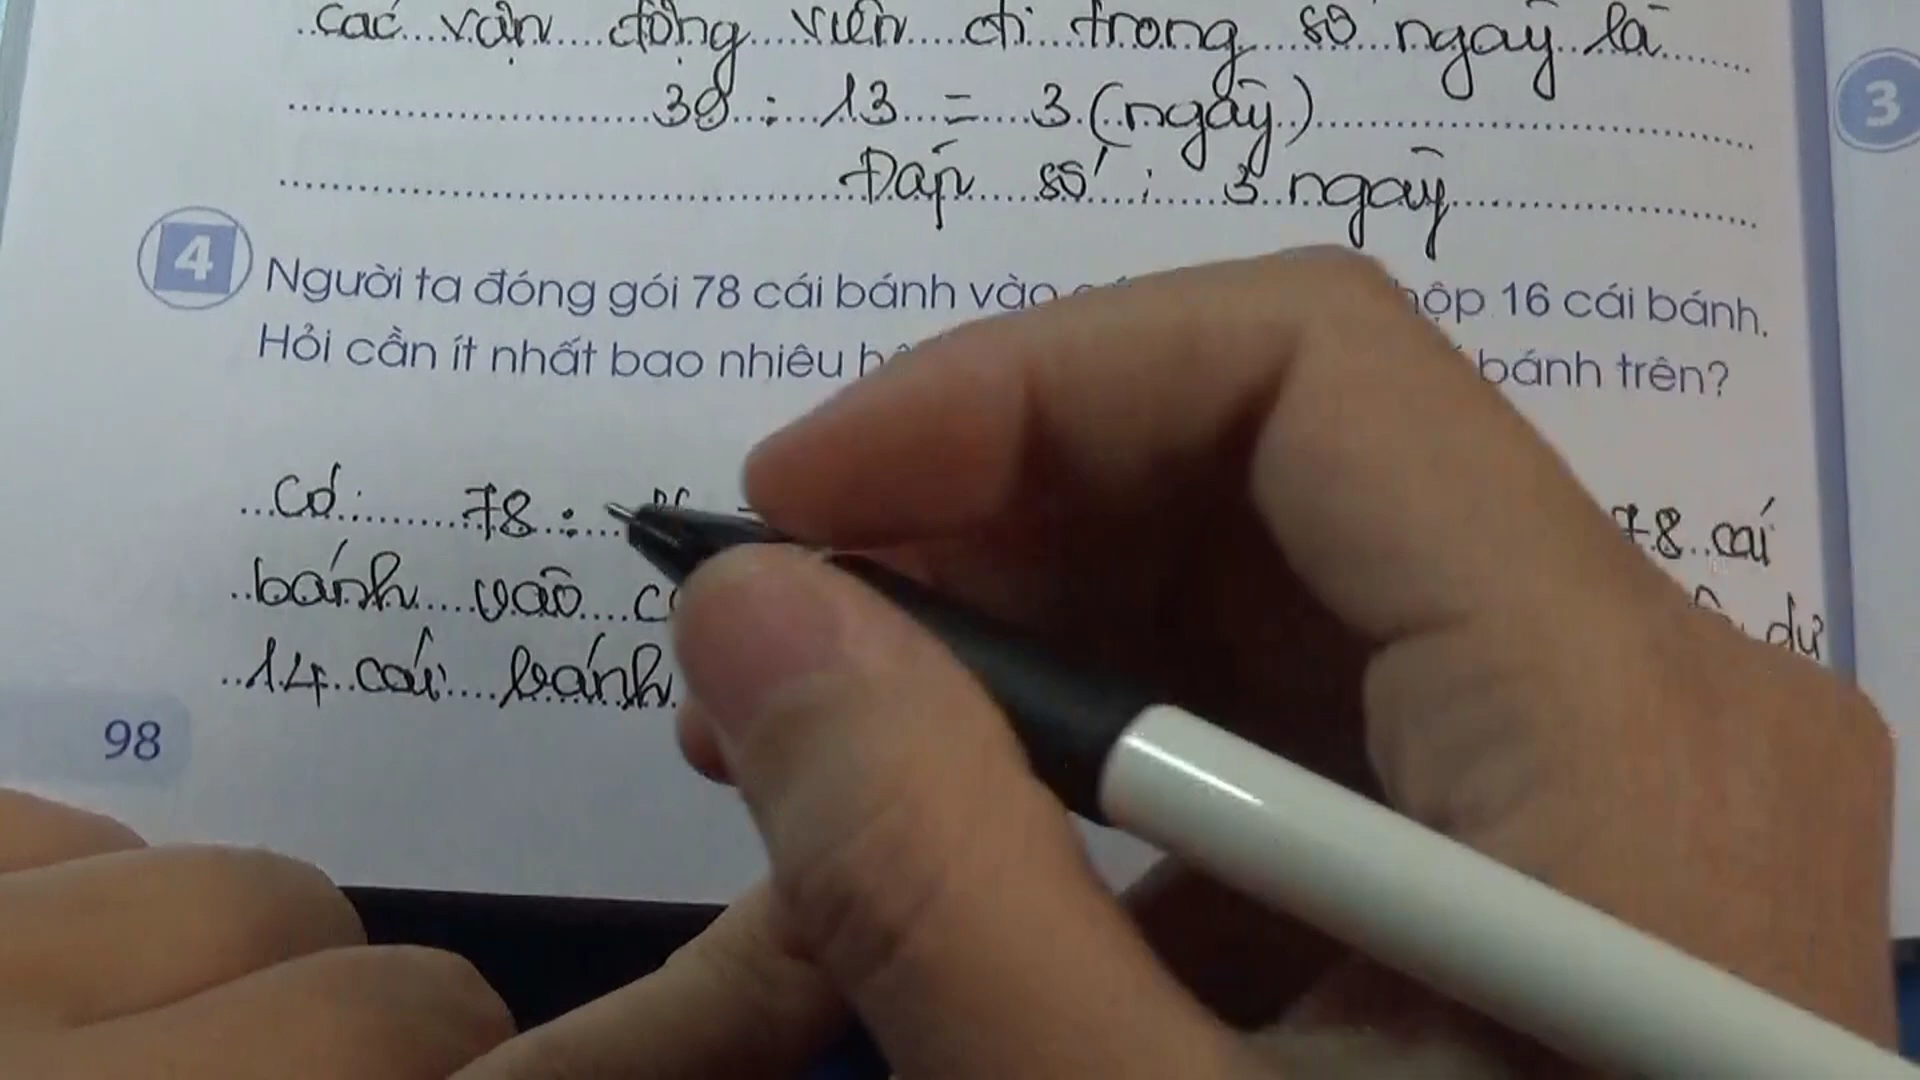 các vận động viên đi trong số ngày là
39 : 13 = 3 (ngày)
Đáp số : 3 ngày
3
4 Người ta đóng gói 78 cái bánh vào hộp 16 cái bánh.
Hỏi cần ít nhất bao nhiêu bánh trên?
Có: 78 : 78 cái
bánh vào dư
14 cái bánh
98